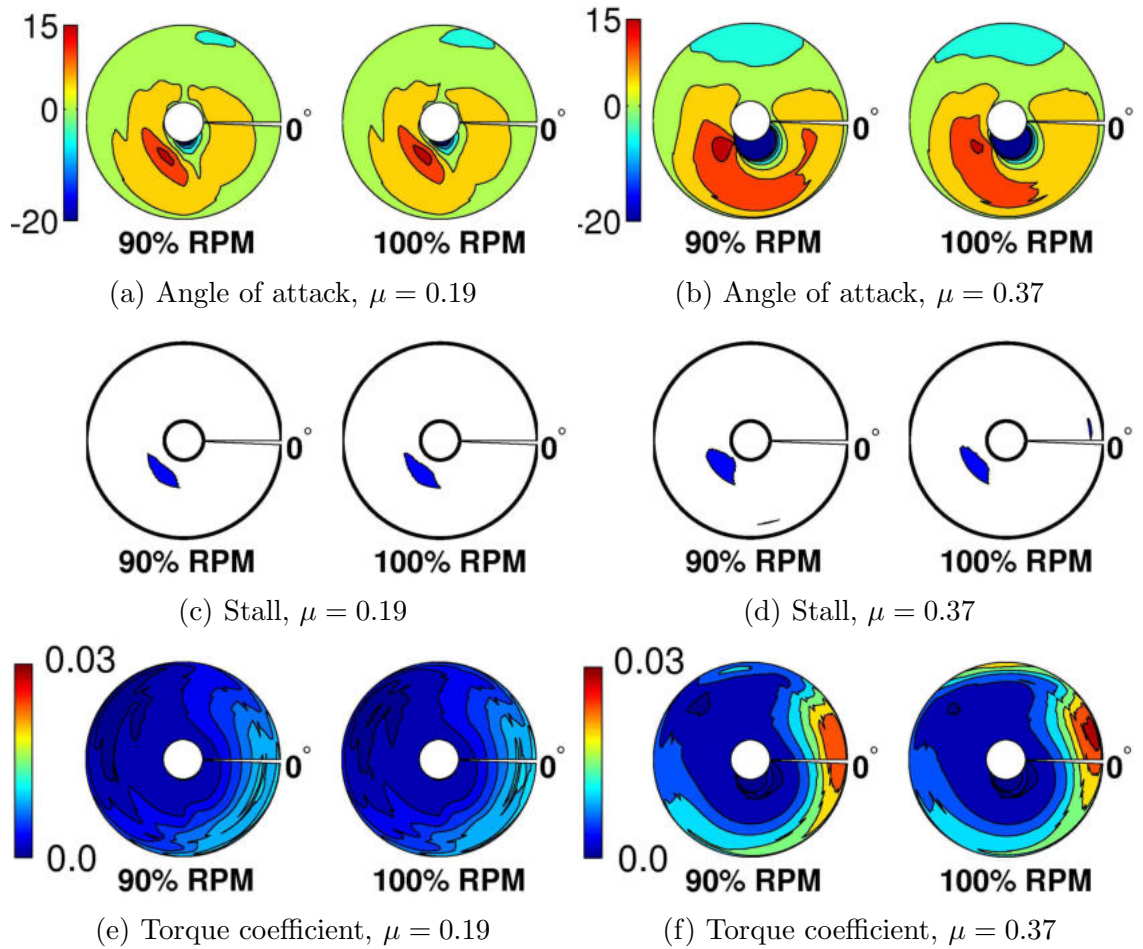 15
0
-20
0°
0°
90% RPM
100% RPM
(a) Angle of attack, μ = 0.19
15
0
-20
0°
0°
90% RPM
100% RPM
(b) Angle of attack, μ = 0.37
0°
0°
90% RPM
100% RPM
(c) Stall, μ = 0.19
0°
0°
90% RPM
100% RPM
(d) Stall, μ = 0.37
0.03
0.0
0°
0°
90% RPM
100% RPM
(e) Torque coefficient, μ = 0.19
0.03
0.0
0°
0°
90% RPM
100% RPM
(f) Torque coefficient, μ = 0.37